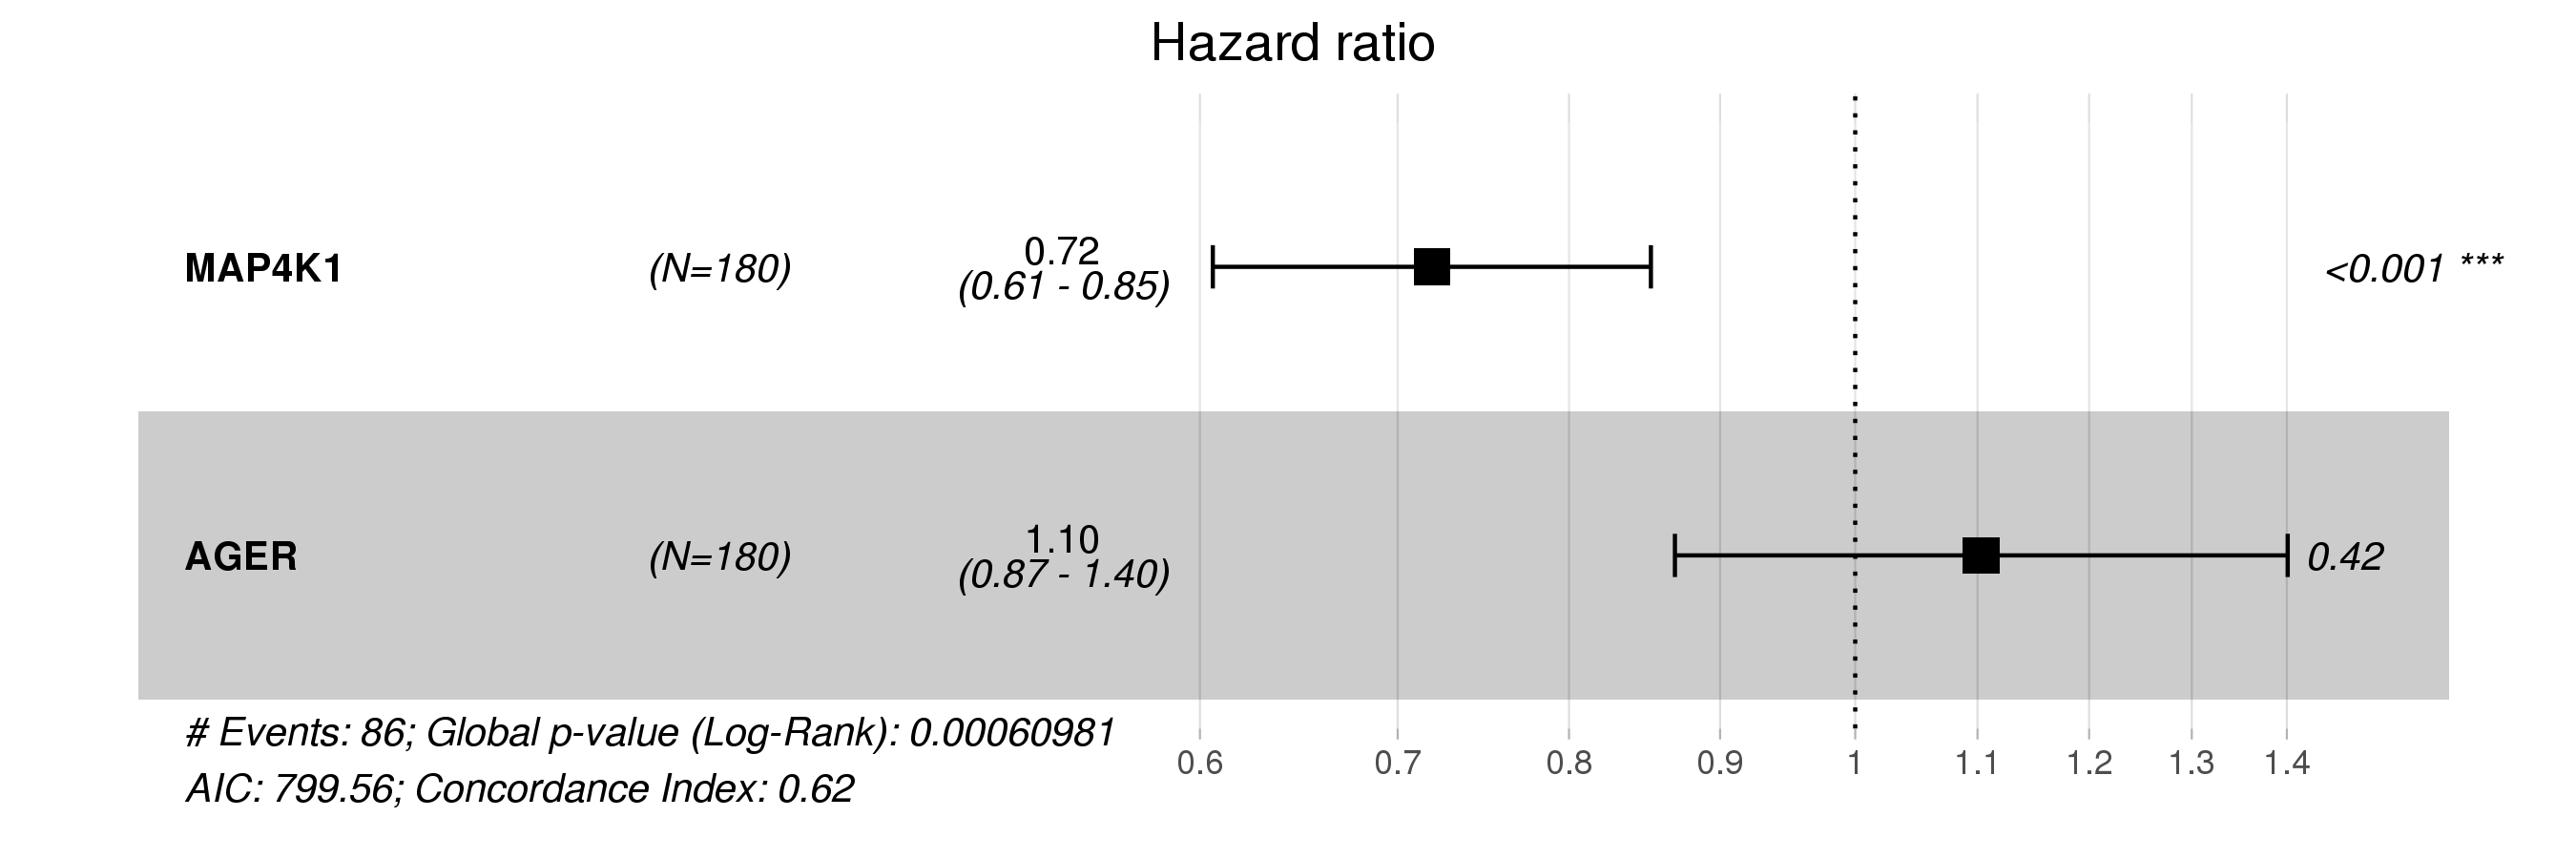 Hazard ratio
MAP4K1 (N=180) 0.72 (0.61 - 0.85) <0.001 ***
AGER (N=180) 1.10 (0.87 - 1.40) 0.42
# Events: 86; Global p-value (Log-Rank): 0.00060981
AIC: 799.56; Concordance Index: 0.62
0.6 0.7 0.8 0.9 1 1.1 1.2 1.3 1.4